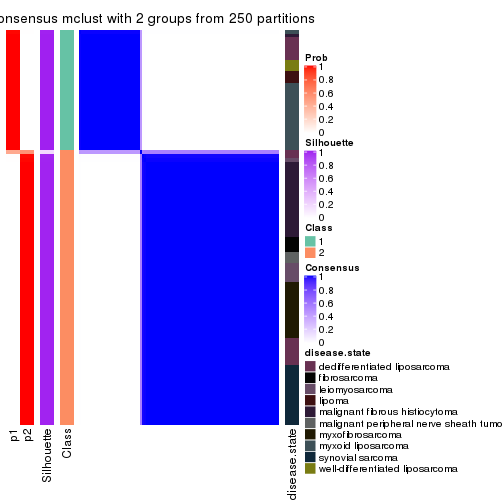 onsensus mclust with 2 groups from 250 partitions
Prob
1
0.8
0.6
0.4
0.2
0
Silhouette
1
0.8
0.6
0.4
0.2
0
Class
1
2
Consensus
1
0.8
0.6
0.4
0.2
0
disease.state
dedifferentiated liposarcoma
fibrosarcoma
leiomyosarcoma
lipoma
malignant fibrous histiocytoma
malignant peripheral nerve sheath tumo
myxofibrosarcoma
myxoid liposarcoma
synovial sarcoma
well-differentiated liposarcoma
p1
p2
Silhouette
Class
disease.state